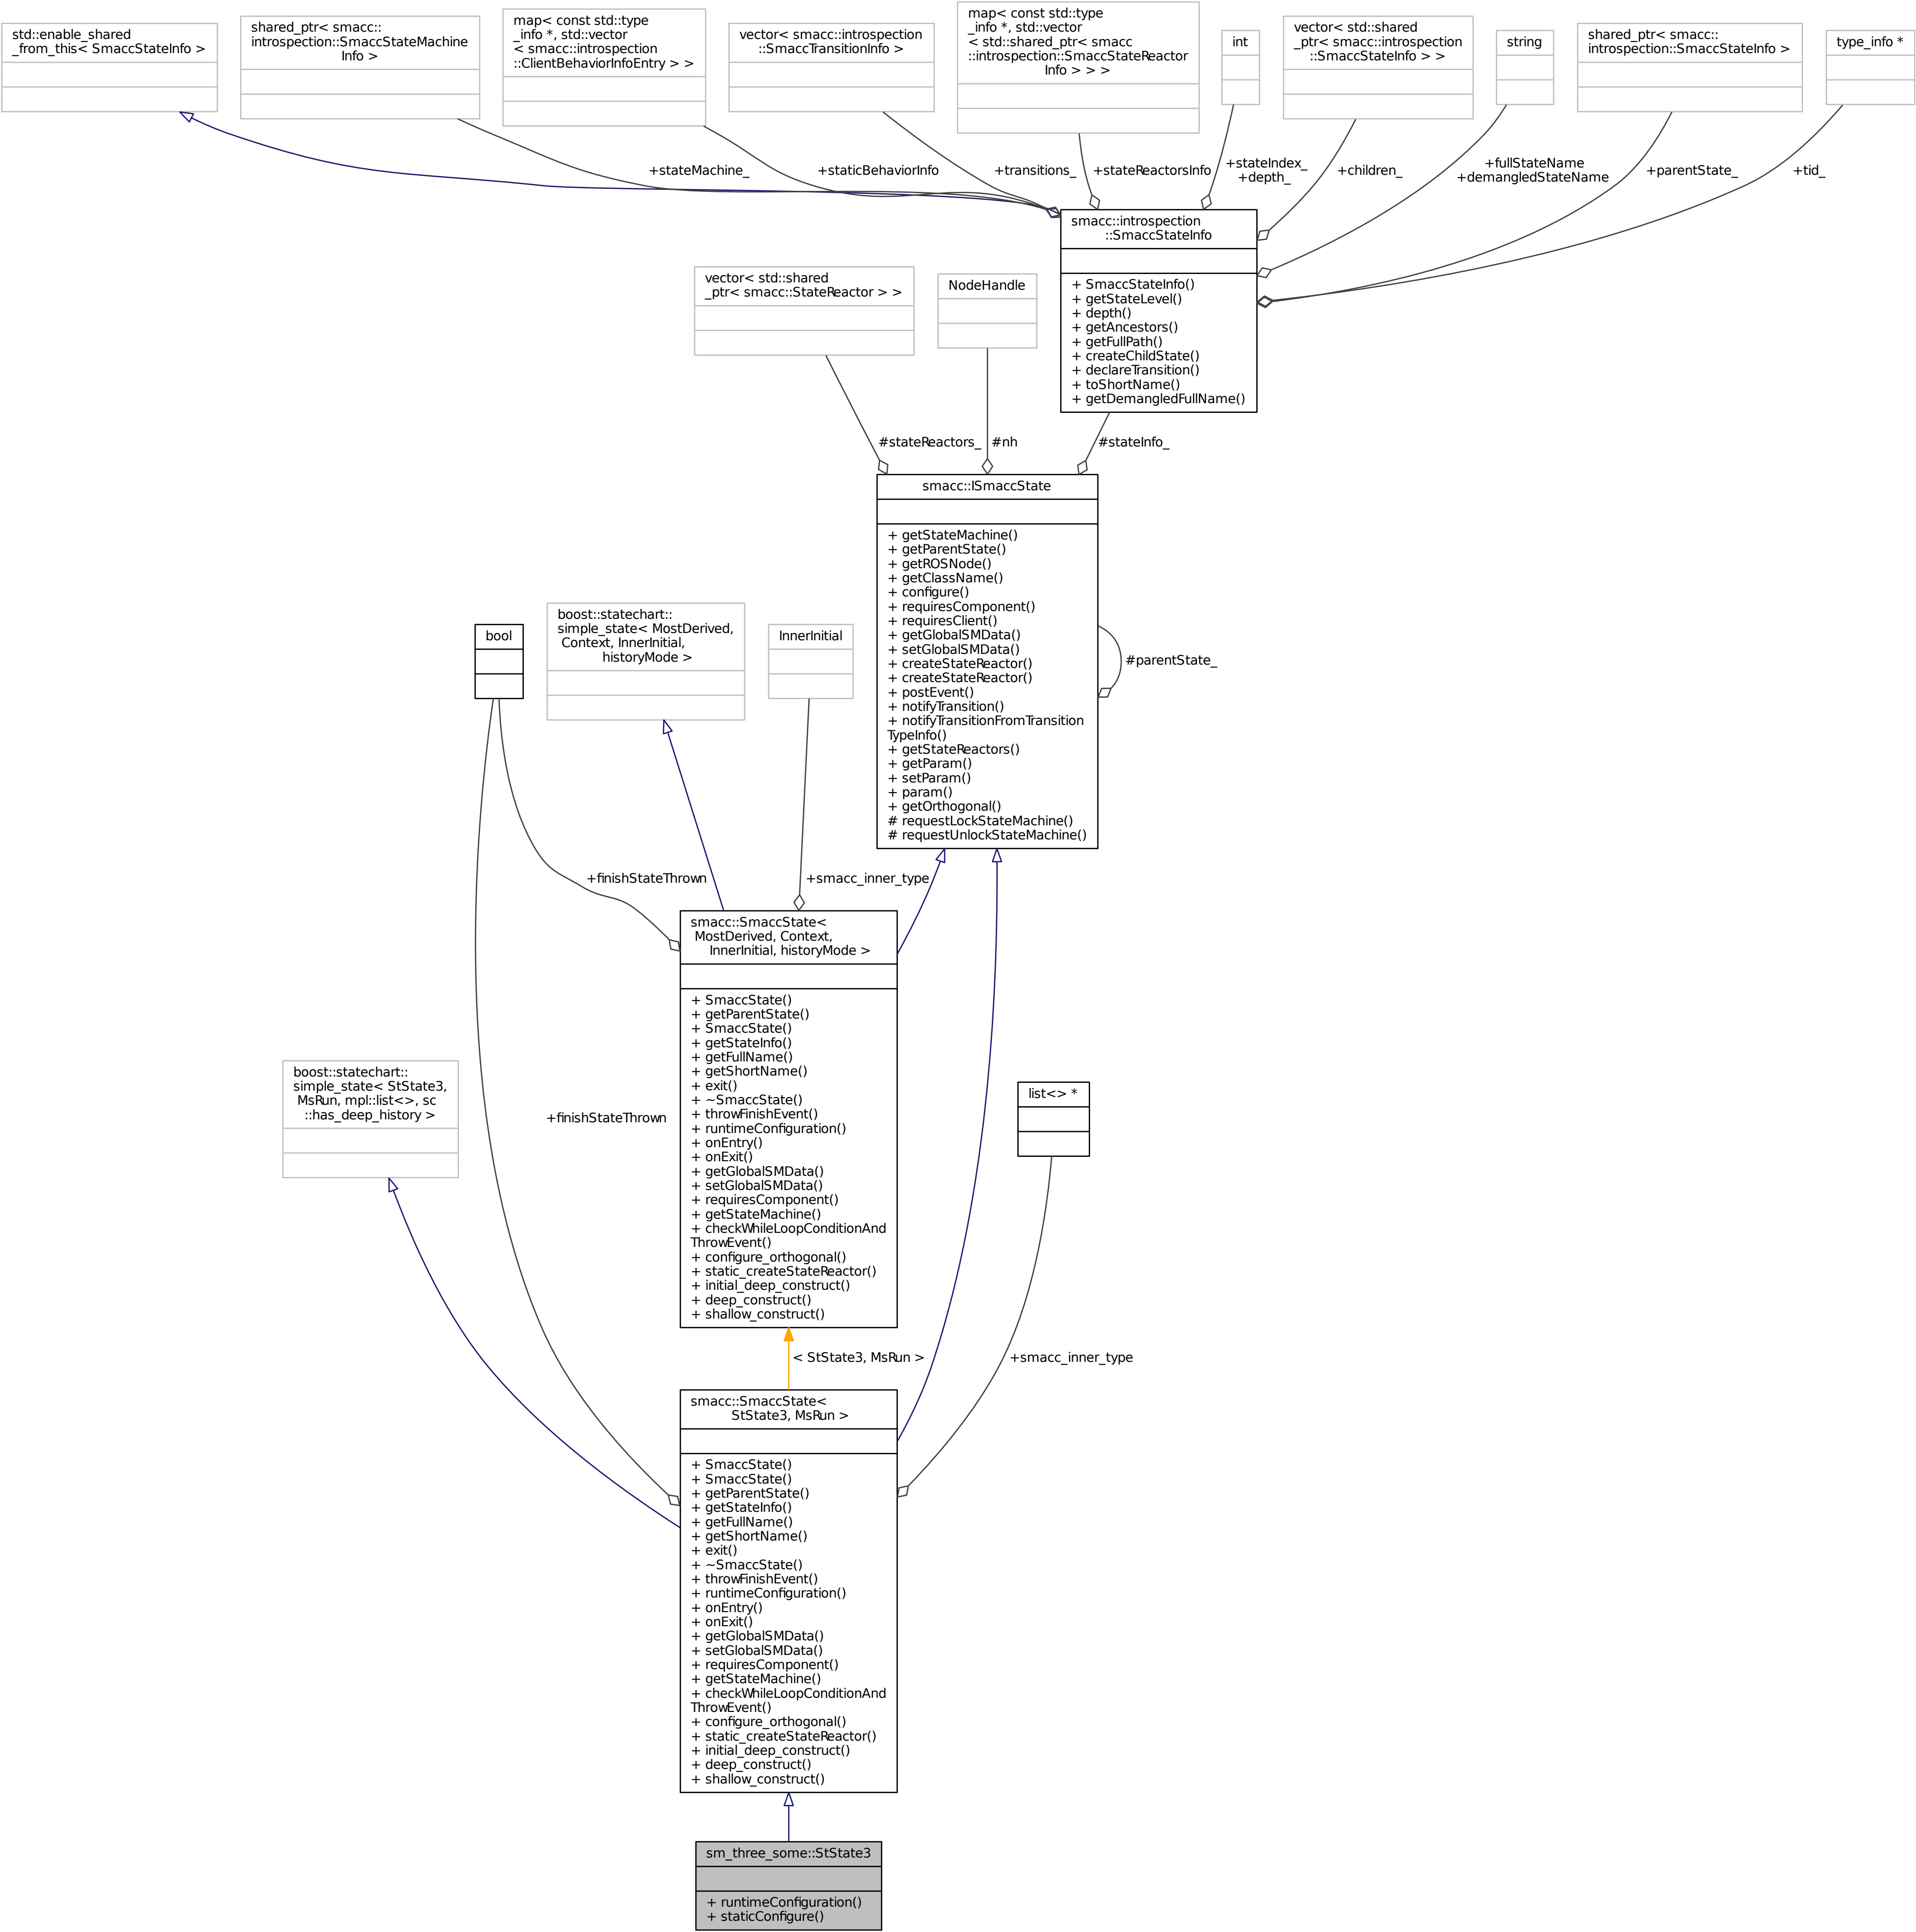 std::enable_shared
_from_this< SmaccStateInfo >
shared_ptr< smacc::
introspection::SmaccStateMachine
Info >
map< const std::type
_info *, std::vector
< smacc::introspection
::ClientBehaviorInfoEntry > >
vector< smacc::introspection
::SmaccTransitionInfo >
map< const std::type
_info *, std::vector
< std::shared_ptr< smacc
::introspection::SmaccStateReactor
Info > > >
int
vector< std::shared
_ptr< smacc::introspection
::SmaccStateInfo > >
string
shared_ptr< smacc::
introspection::SmaccStateInfo >
type_info *
+stateMachine_
+staticBehaviorInfo
+transitions_
+stateReactorsInfo
+stateIndex_
+depth_
+children_
+fullStateName
+demangledStateName
+parentState_
+tid_
smacc::introspection
::SmaccStateInfo
+ SmaccStateInfo()
+ getStateLevel()
+ depth()
+ getAncestors()
+ getFullPath()
+ createChildState()
+ declareTransition()
+ toShortName()
+ getDemangledFullName()
vector< std::shared
_ptr< smacc::StateReactor > >
NodeHandle
#stateReactors_
#nh
#stateInfo_
smacc::ISmaccState
+ getStateMachine()
+ getParentState()
+ getROSNode()
+ getClassName()
+ configure()
+ requiresComponent()
+ requiresClient()
+ getGlobalSMData()
+ setGlobalSMData()
+ createStateReactor()
+ createStateReactor()
+ postEvent()
+ notifyTransition()
+ notifyTransitionFromTransition
TypeInfo()
+ getStateReactors()
+ getParam()
+ setParam()
+ param()
+ getOrthogonal()
# requestLockStateMachine()
# requestUnlockStateMachine()
#parentState_
bool
boost::statechart::
simple_state< MostDerived,
Context, InnerInitial,
historyMode >
InnerInitial
+finishStateThrown
+smacc_inner_type
smacc::SmaccState<
MostDerived, Context,
InnerInitial, historyMode >
+ SmaccState()
+ getParentState()
+ SmaccState()
+ getStateInfo()
+ getFullName()
+ getShortName()
+ exit()
+ ~SmaccState()
+ throwFinishEvent()
+ runtimeConfiguration()
+ onEntry()
+ onExit()
+ getGlobalSMData()
+ setGlobalSMData()
+ requiresComponent()
+ getStateMachine()
+ checkWhileLoopConditionAnd
ThrowEvent()
+ configure_orthogonal()
+ static_createStateReactor()
+ initial_deep_construct()
+ deep_construct()
+ shallow_construct()
boost::statechart::
simple_state< StState3,
MsRun, mpl::list<>, sc
::has_deep_history >
+finishStateThrown
list<> *
< StState3, MsRun >
+smacc_inner_type
smacc::SmaccState<
StState3, MsRun >
+ SmaccState()
+ SmaccState()
+ getParentState()
+ getStateInfo()
+ getFullName()
+ getShortName()
+ exit()
+ ~SmaccState()
+ throwFinishEvent()
+ runtimeConfiguration()
+ onEntry()
+ onExit()
+ getGlobalSMData()
+ setGlobalSMData()
+ requiresComponent()
+ getStateMachine()
+ checkWhileLoopConditionAnd
ThrowEvent()
+ configure_orthogonal()
+ static_createStateReactor()
+ initial_deep_construct()
+ deep_construct()
+ shallow_construct()
sm_three_some::StState3
+ runtimeConfiguration()
+ staticConfigure()